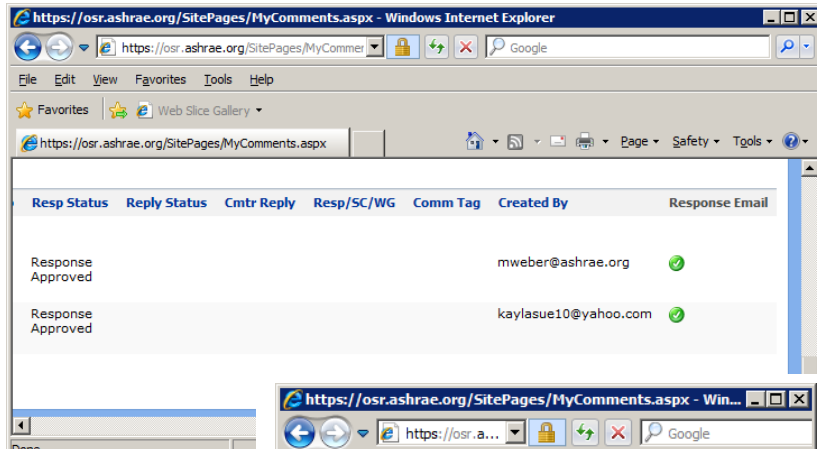 https://osr.ashrae.org/SitePages/MyComments.aspx - Windows Internet Explorer
https://osr.ashrae.org/SitePages/MyCommer
Google
File Edit View Favorites Tools Help
Favorites Web Slice Gallery
https://osr.ashrae.org/SitePages/MyComments.aspx
Page Safety Tools
Resp Status Reply Status Cmtr Reply Resp/SC/WG Comm Tag Created By Response Email
Response mweber@ashrae.org
Approved
Response kaylasue10@yahoo.com
Approved
https://osr.ashrae.org/SitePages/MyComments.aspx - Win...
https://osr.a... Google